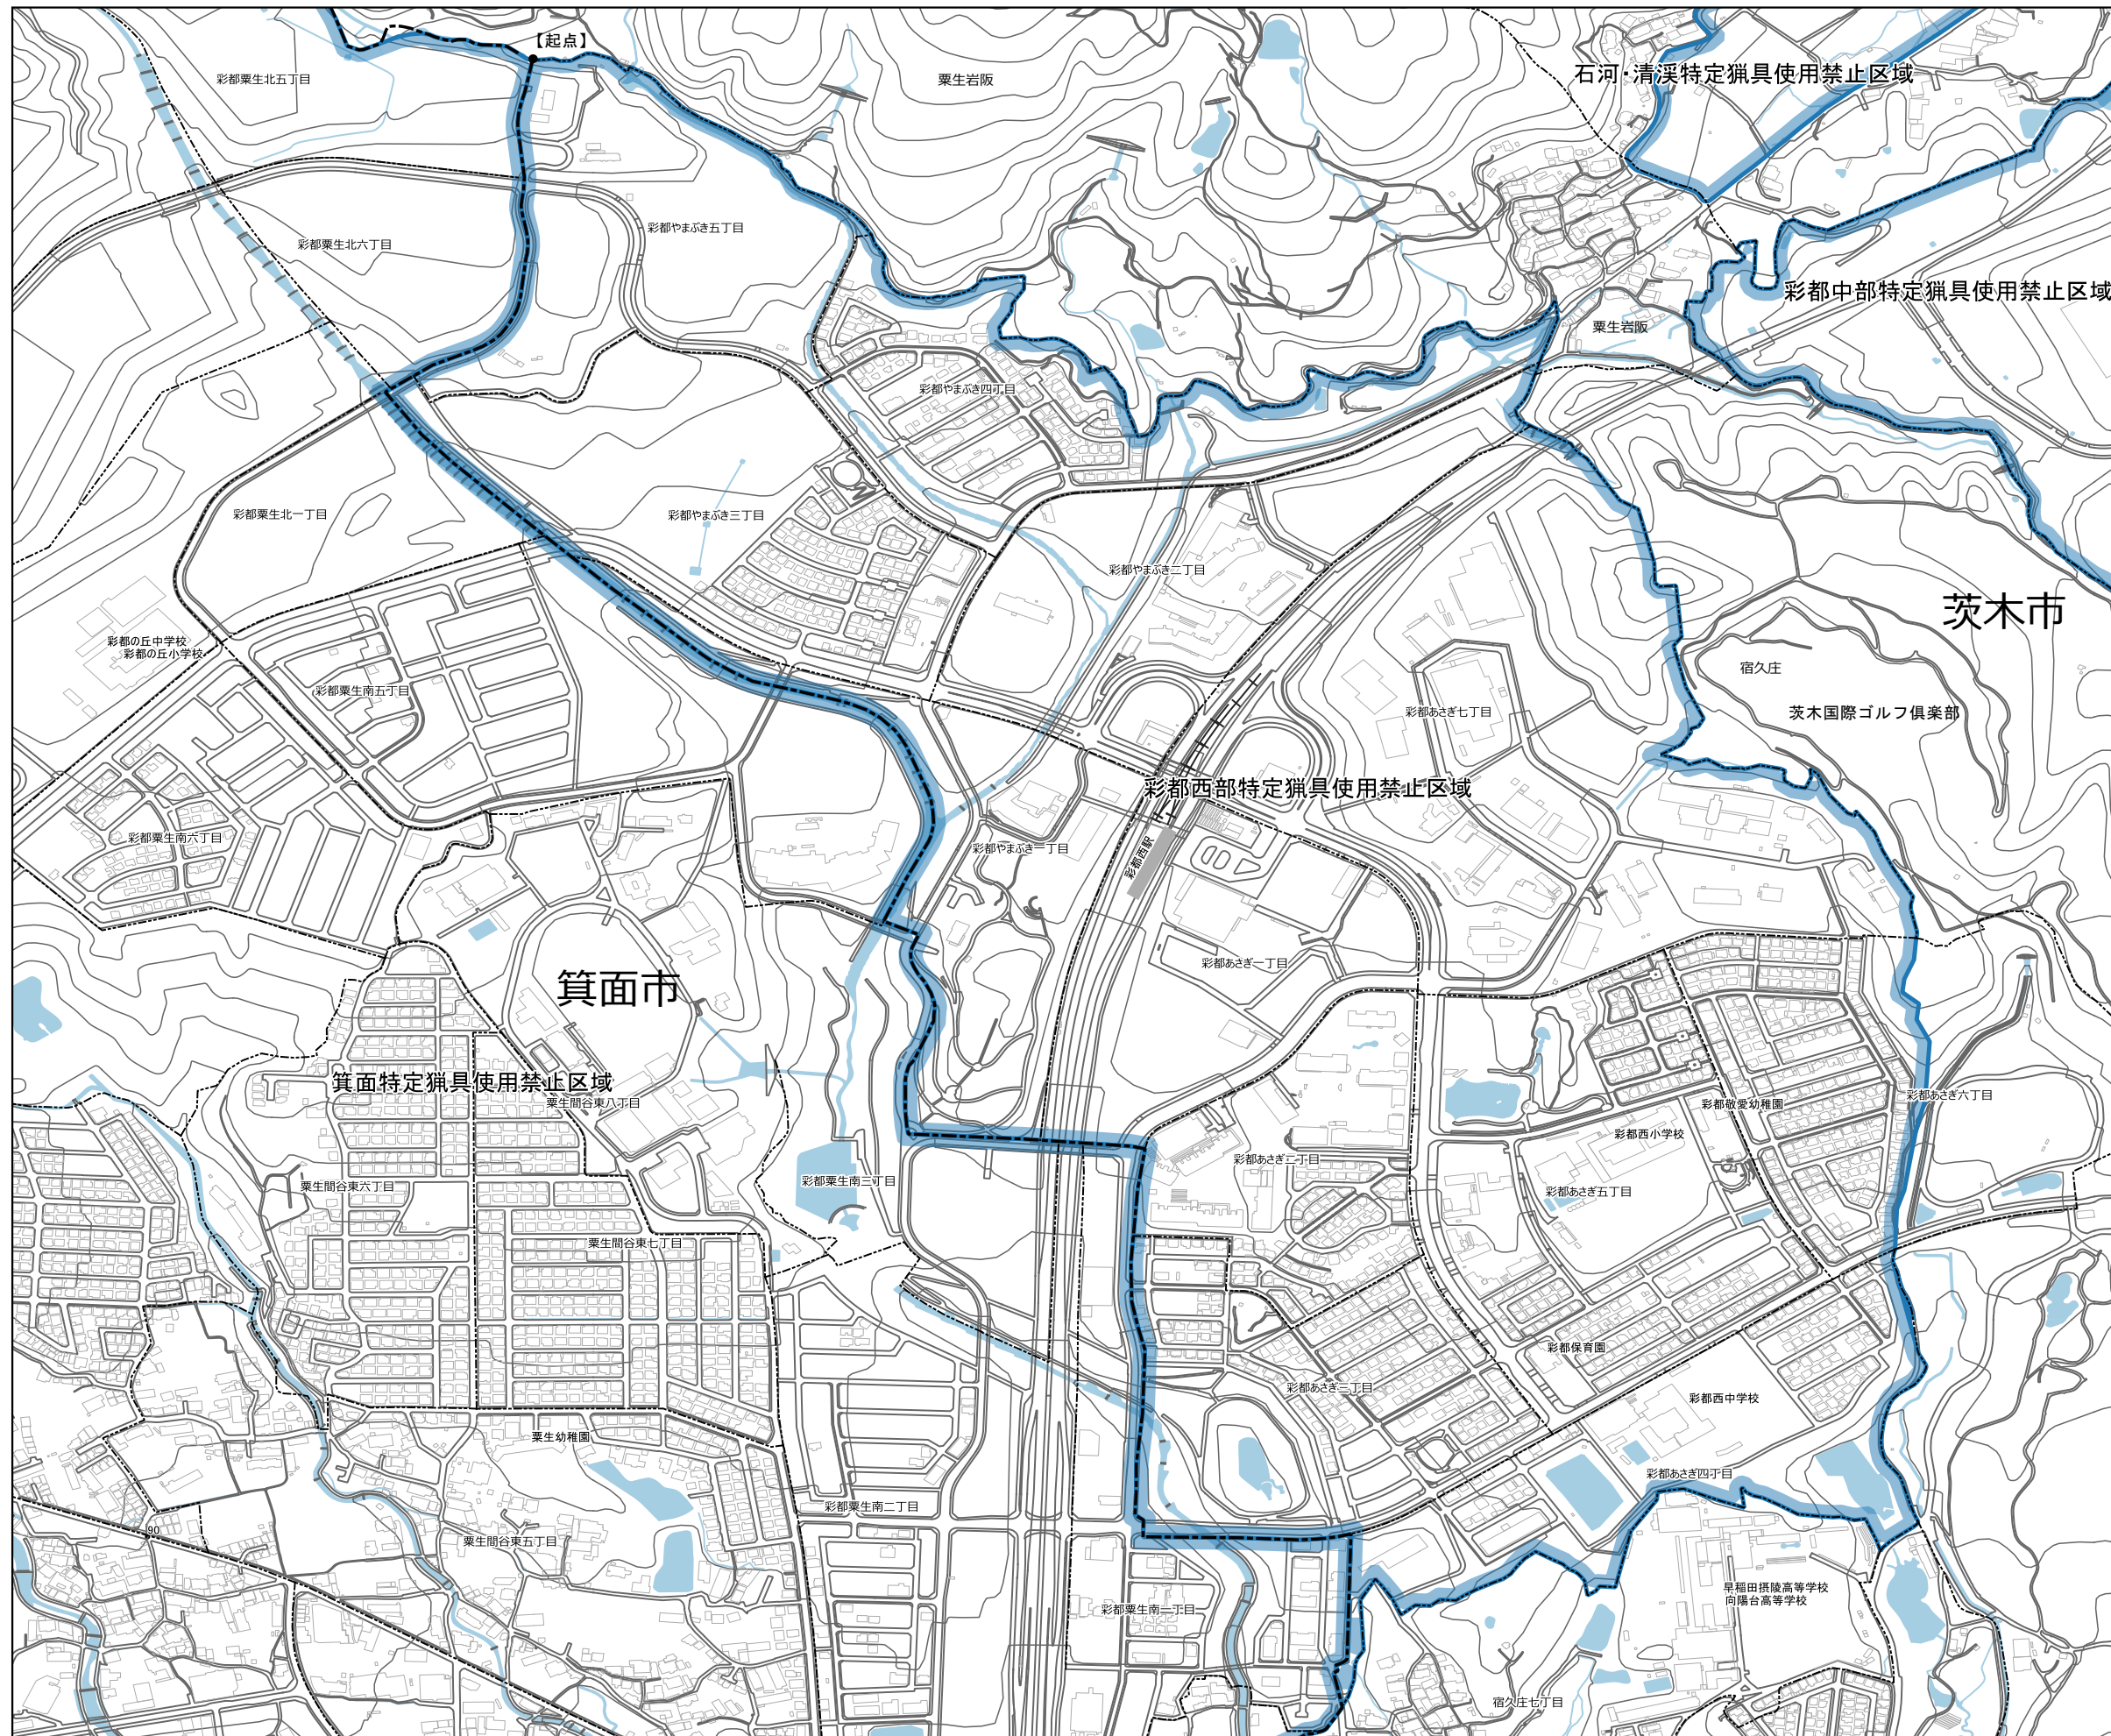 【起点】
彩都粟生北五丁目
粟生岩阪
石河・清渓特定猟具使用禁止区域
彩都やまぶき五丁目
彩都粟生北六丁目
彩都中部特定猟具使用禁止区域
粟生岩阪
彩都やまぶき四丁目
彩都粟生北一丁目
彩都やまぶき三丁目
彩都やまぶき二丁目
茨木市
彩都の丘中学校
彩都の丘小学校
宿久庄
彩都粟生南五丁目
彩都あさぎ七丁目
茨木国際ゴルフ倶楽部
彩都西部特定猟具使用禁止区域
彩都粟生南六丁目
彩都やまぶき一丁目
彩都西駅
彩都あさぎ一丁目
箕面市
箕面特定猟具使用禁止区域
粟生間谷東八丁目
彩都敬愛幼稚園
彩都あさぎ六丁目
彩都西小学校
彩都あさぎ二丁目
彩都粟生南三丁目
粟生間谷東六丁目
彩都あさぎ五丁目
粟生間谷東七丁目
彩都保育園
彩都あさぎ三丁目
彩都西中学校
粟生幼稚園
彩都あさぎ四丁目
彩都粟生南二丁目
90
粟生間谷東五丁目
早稲田摂陵高等学校
向陽台高等学校
彩都粟生南一丁目
宿久庄七丁目